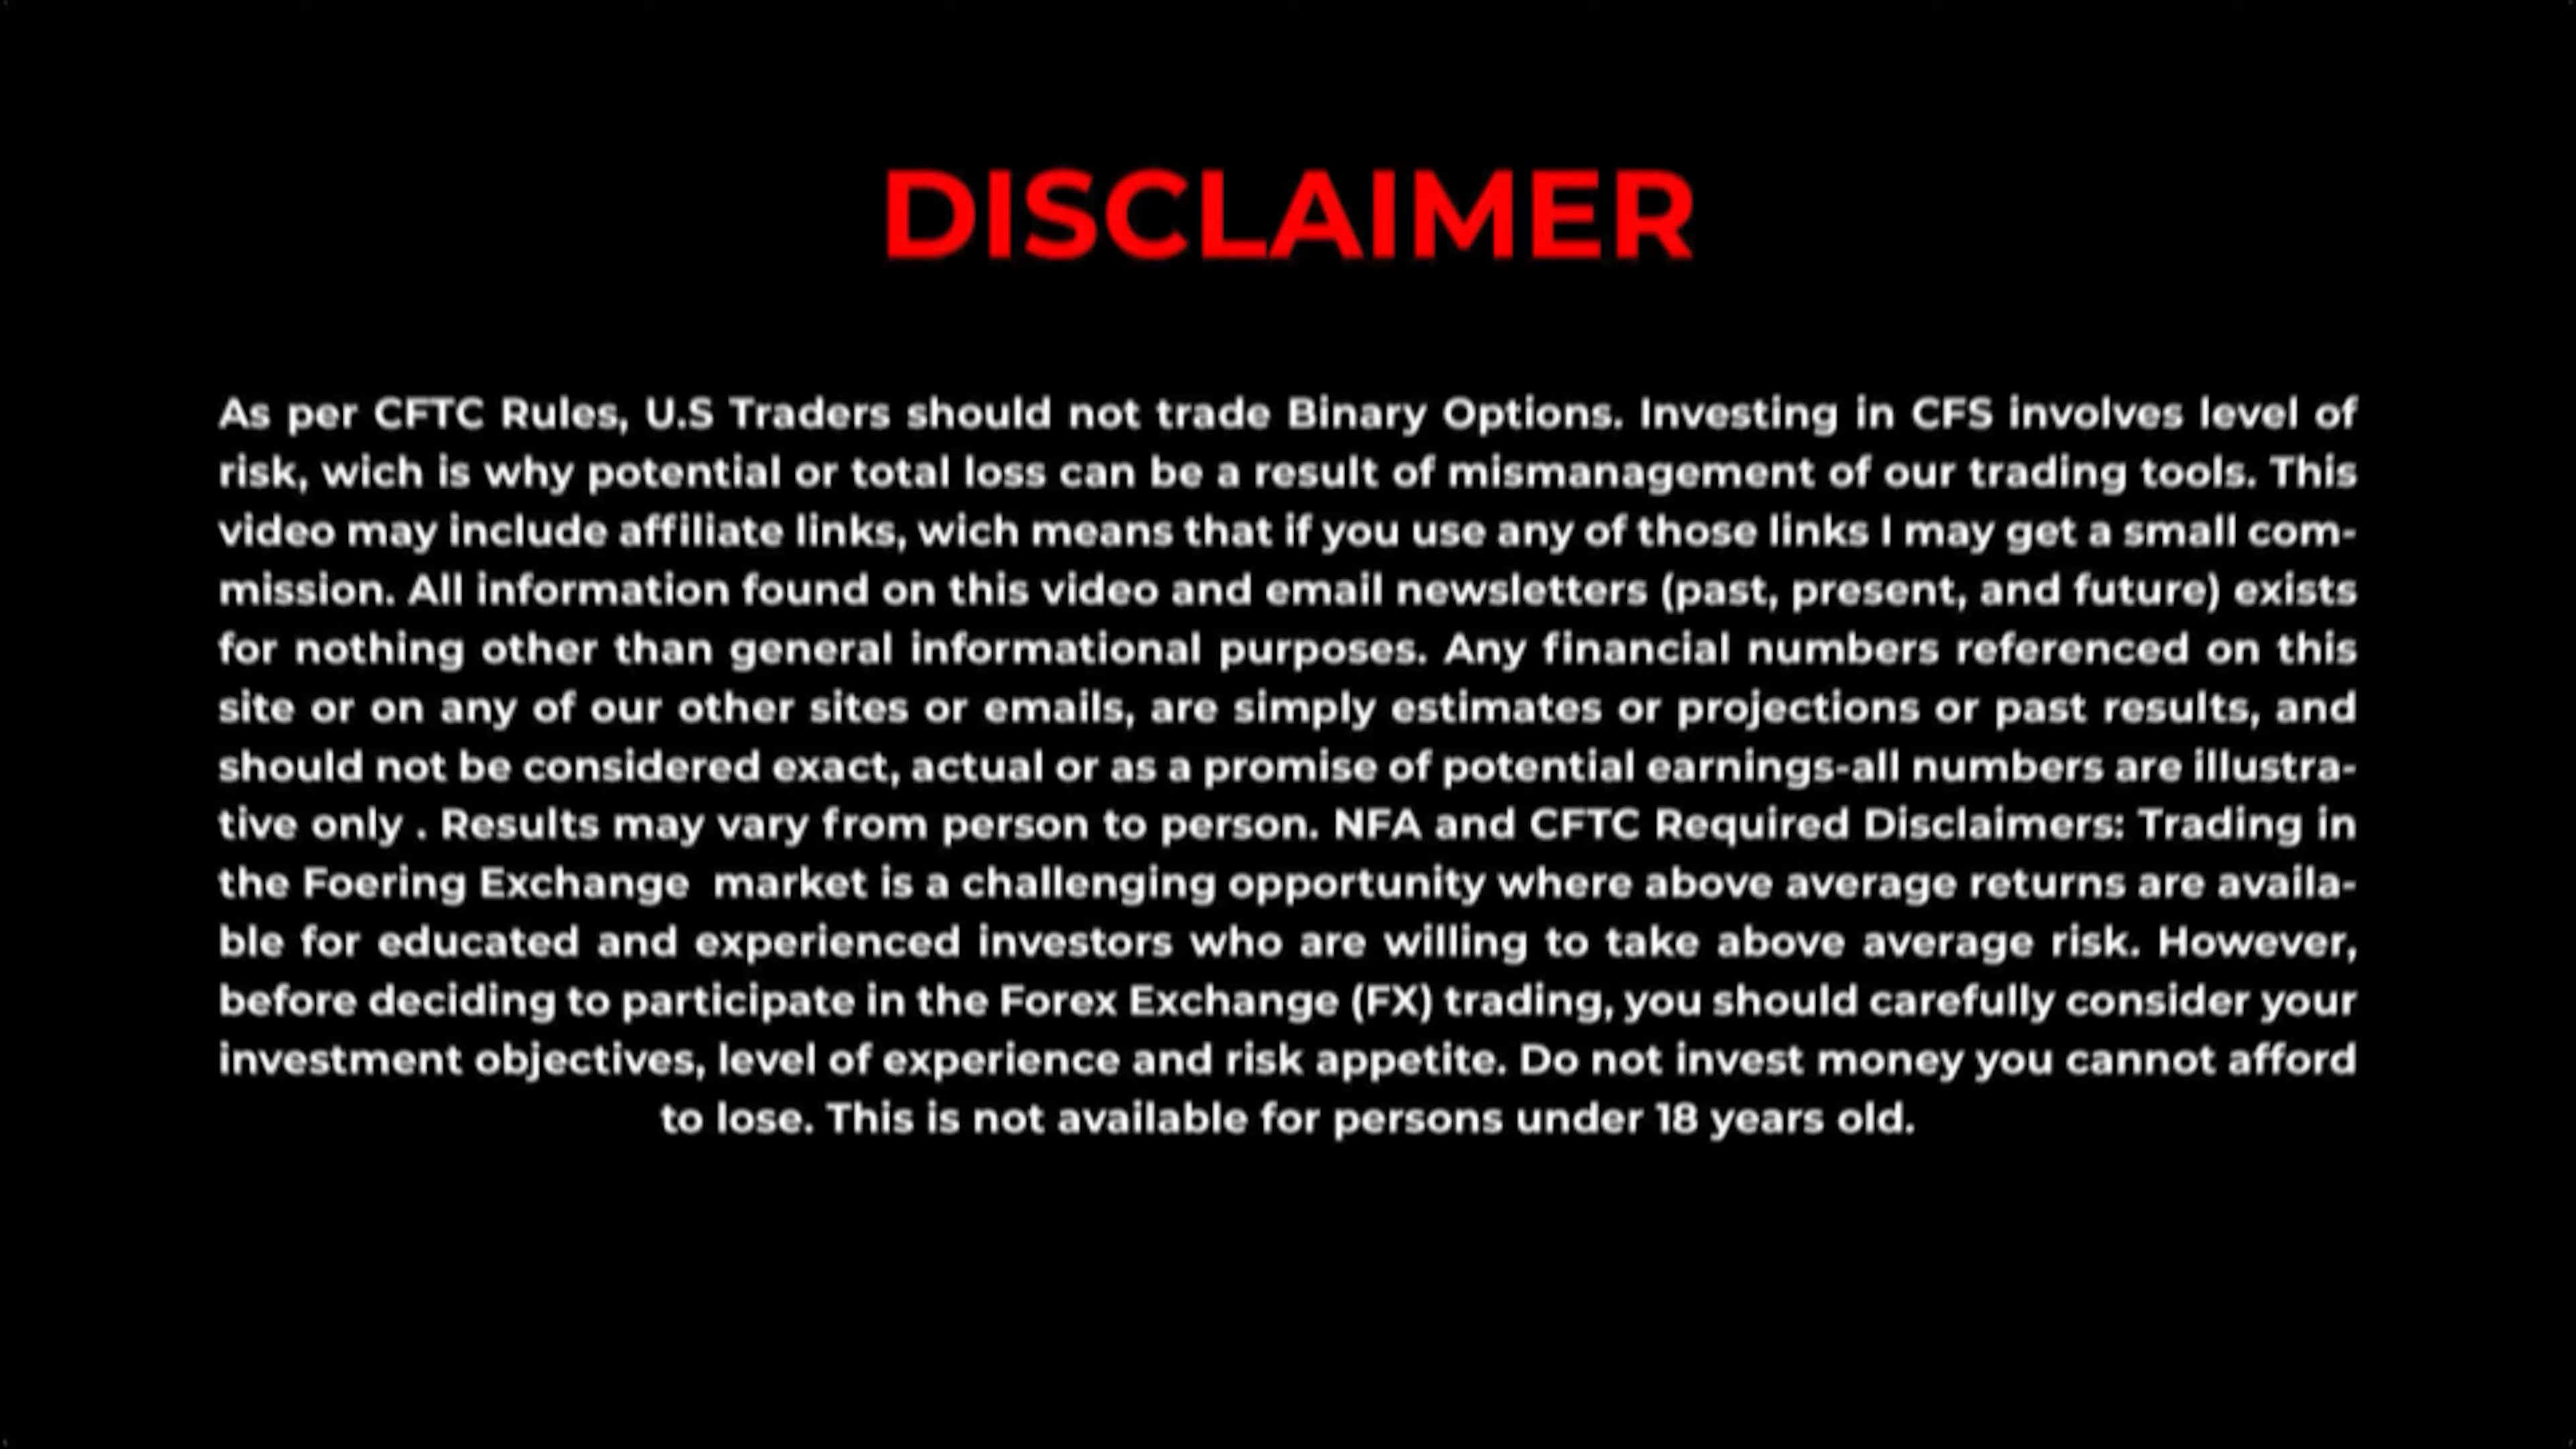 DISCLAIMER
As per CFTC Rules, U.S Traders should not trade Binary Options. Investing in CFS involves level of
risk, wich is why potential or total loss can be a result of mismanagement of our trading tools. This
video may include affiliate links, wich means that if you use any of those links I may get a small com-
mission. All information found on this video and email newsletters (past, present, and future) exists
for nothing other than general informational purposes. Any financial numbers referenced on this
site or on any of our other sites or emails, are simply estimates or projections or past results, and
should not be considered exact, actual or as a promise of potential earnings-all numbers are illustra-
tive only . Results may vary from person to person. NFA and CFTC Required Disclaimers: Trading in
the Foering Exchange  market is a challenging opportunity where above average returns are availa-
ble for educated and experienced investors who are willing to take above average risk. However,
before deciding to participate in the Forex Exchange (FX) trading, you should carefully consider your
investment objectives, level of experience and risk appetite. Do not invest money you cannot afford
to lose. This is not available for persons under 18 years old.